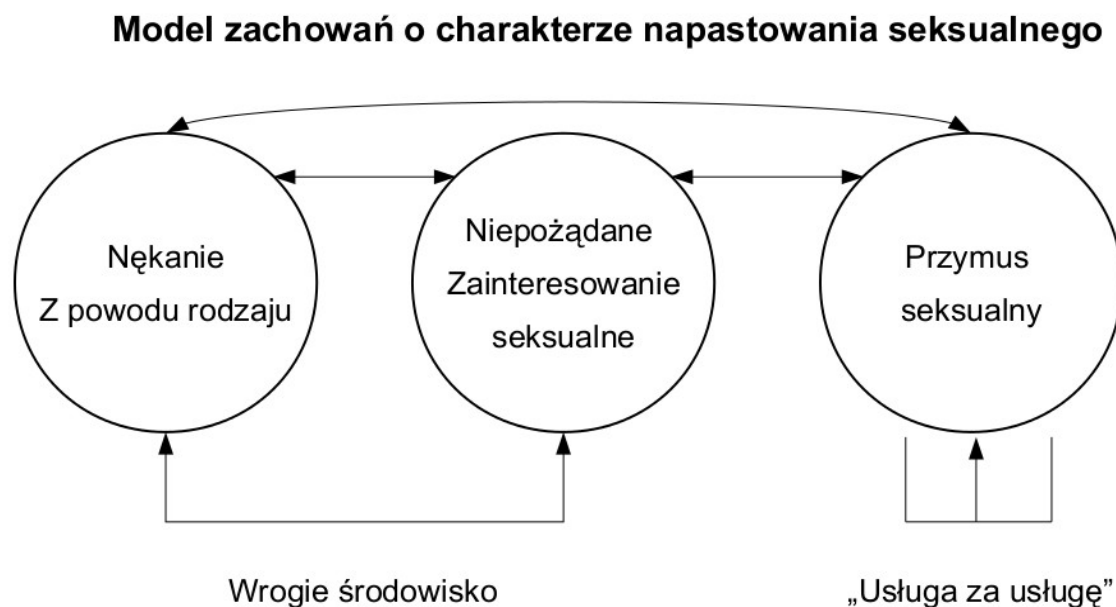 Model zachowań o charakterze napastowania seksualnego
Nękanie
Z powodu rodzaju
Niepożądane
Zainteresowanie
seksualne
Przymus
seksualny
Wrogie środowisko
„Usługa za usługę”